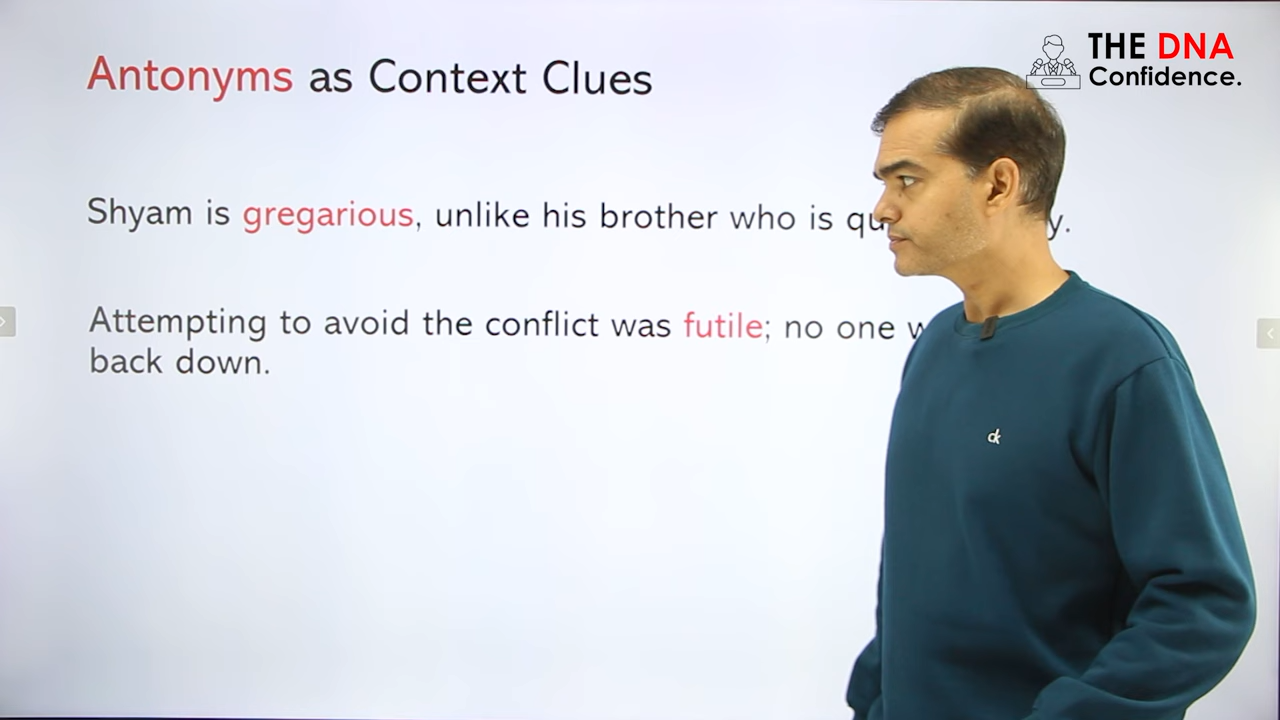 THE DNA
Confidence.
Antonyms as Context Clues
Shyam is gregarious, unlike his brother who is
Attempting to avoid the conflict was futile; no one
back down.
ck